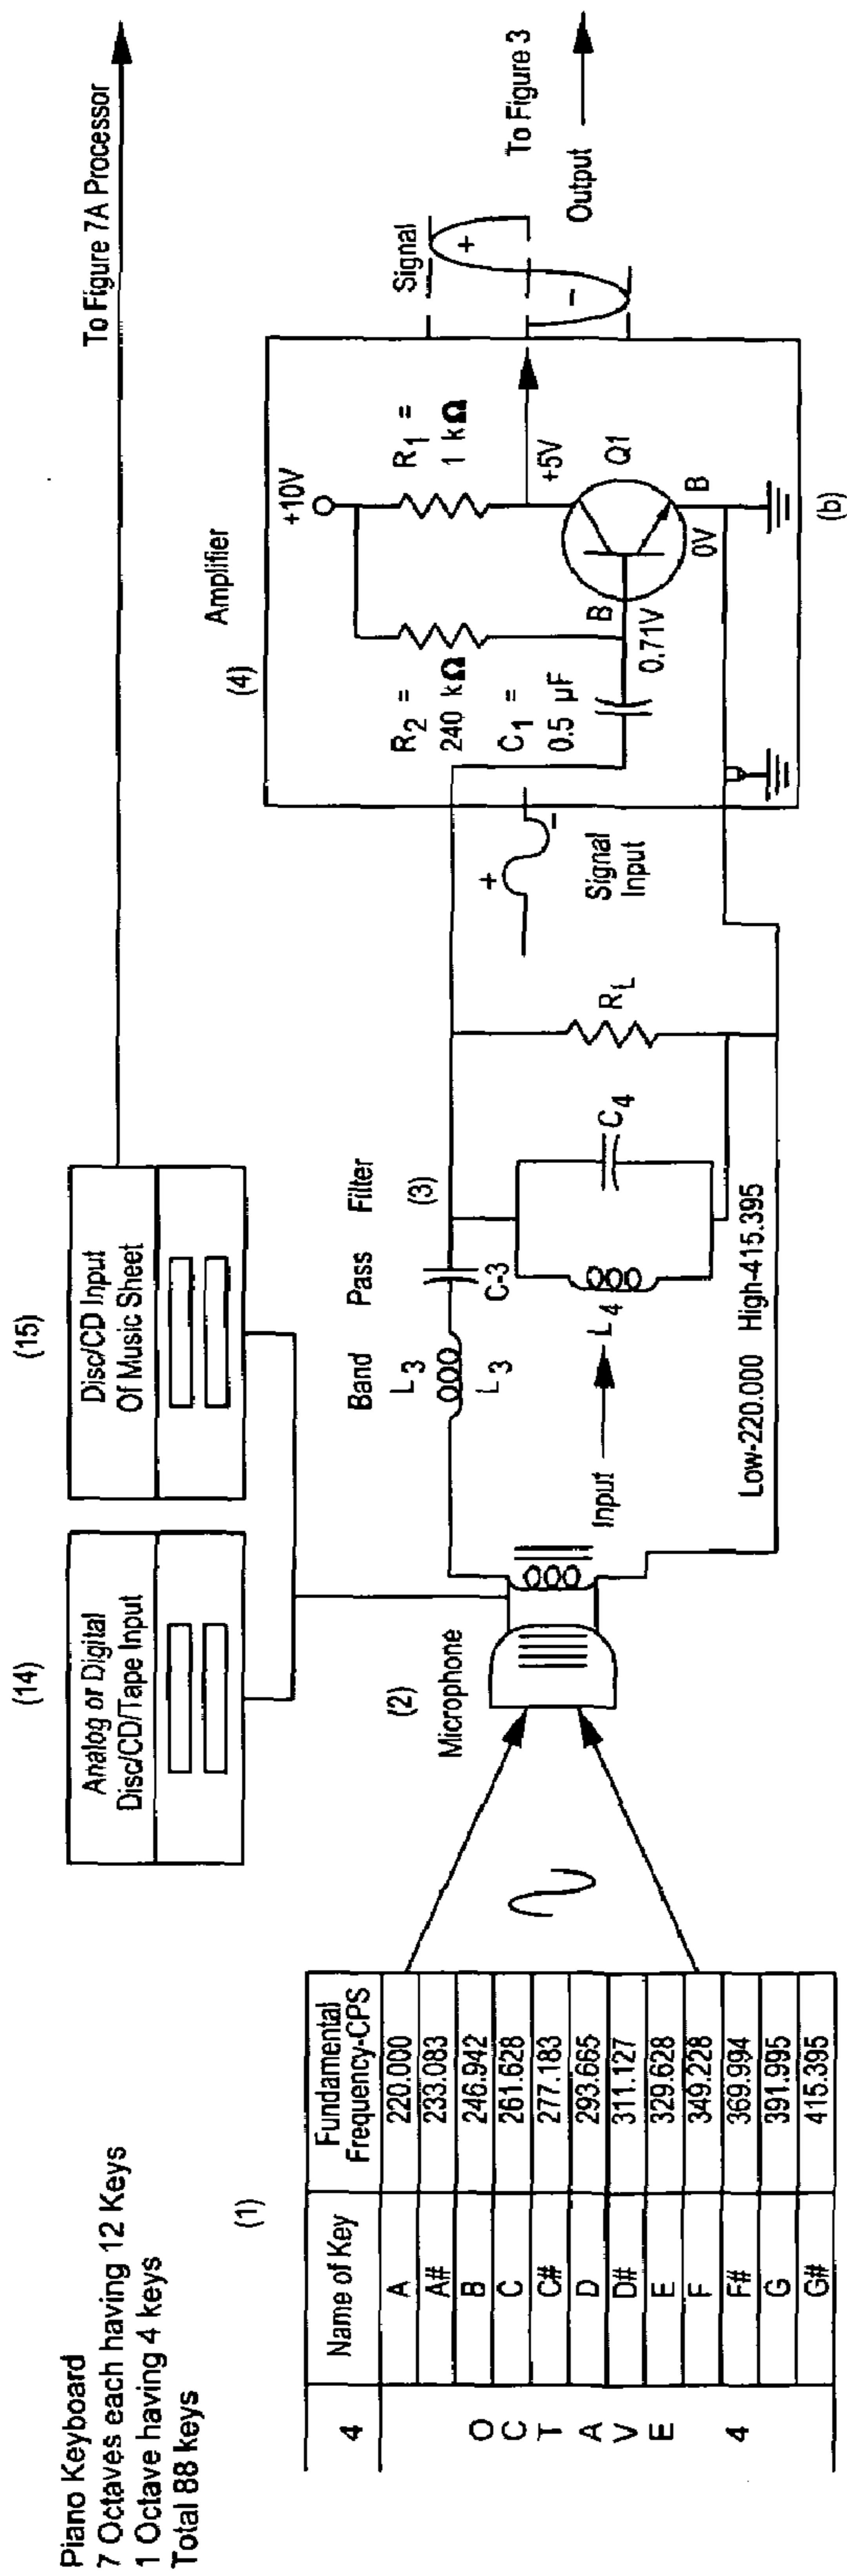 Piano Keyboard
7 Octaves each having 12 Keys
1 Octave having 4 keys
Total 88 keys
(1)
4 Name of Key Fundamental
Frequency-CPS
OCTAVE 4
A 220.000
A# 233.083
B 246.942
C 261.628
C# 277.183
D 293.665
D# 311.127
E 329.628
F 349.228
F# 369.994
G 391.995
G# 415.395
(14)
Analog or Digital
Disc/CD/Tape Input
(15)
Disc/CD Input
Of Music Sheet
To Figure 7A Processor
(2)
Microphone
Input
Band Pass Filter
(3)
L3
L3
C-3
L4
C4
RL
Low-220.000 High-415.395
+
-
Signal
Input
(4)
Amplifier
+10V
R2 =
240 kΩ
R1 =
1 kΩ
C1 =
0.5 µF
+5V
B
0.71V
Q1
0V
B
(b)
Signal
+
-
Output
To Figure 3